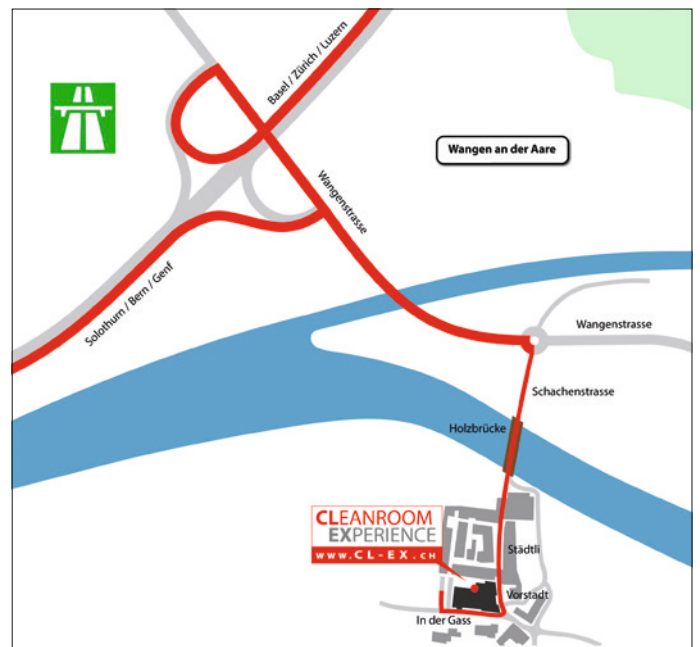 Basel / Zürich / Luzern
Wangen an der Aare
Wangenstrasse
Solothurn / Bern / Genf
Wangenstrasse
Schachenstrasse
Holzbrücke
CLEANROOM
EXPERIENCE
WWW.CL-EX.CH
Städtli
Vorstadt
In der Gass